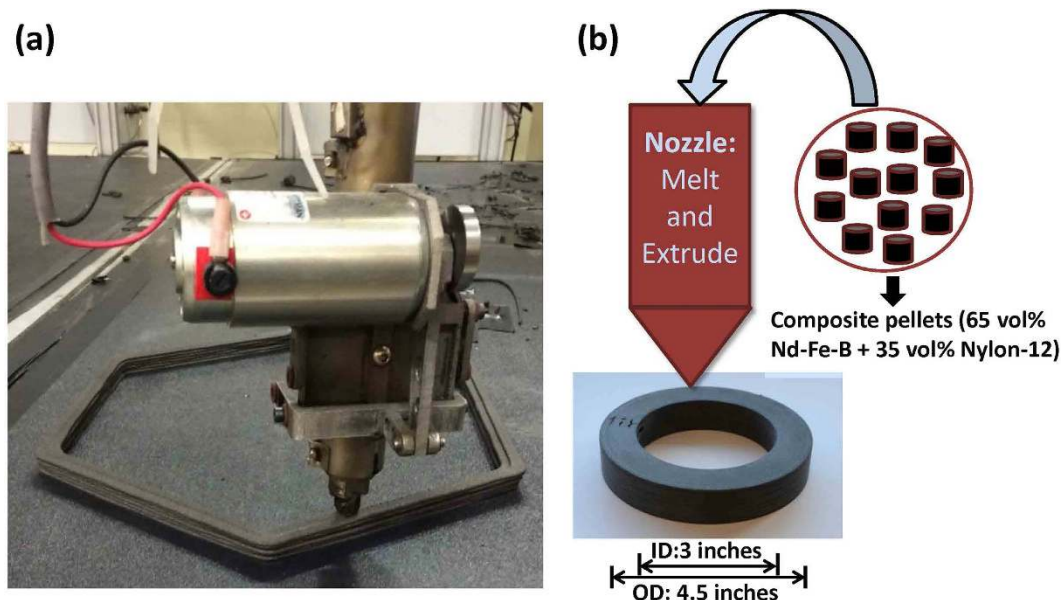 (a)
(b)
Nozzle:
Melt
and
Extrude
Composite pellets (65 vol%
Nd-Fe-B + 35 vol% Nylon-12)
ID:3 inches
OD: 4.5 inches